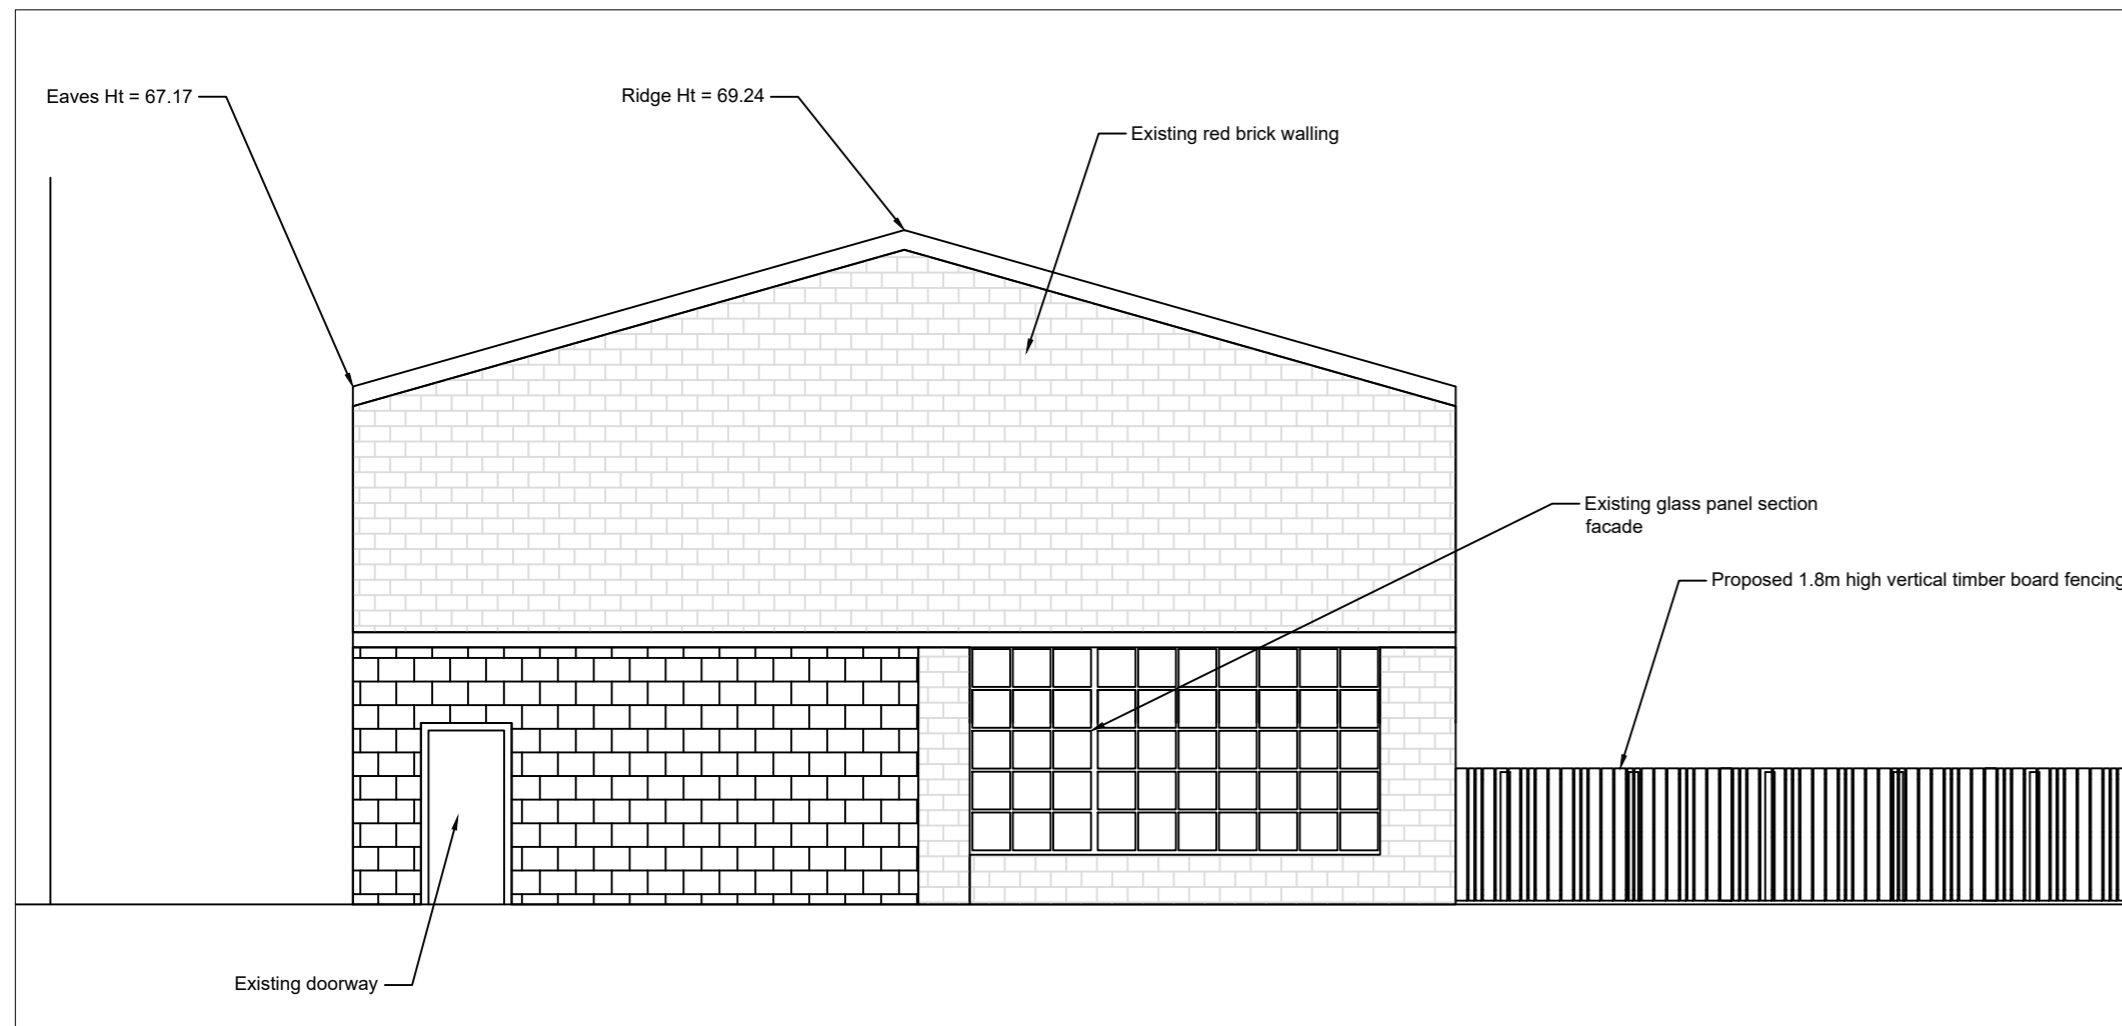 Eaves Ht = 67.17
Ridge Ht = 69.24
Existing red brick walling
Existing glass panel section
facade
Proposed 1.8m high vertical timber board fencing
Existing doorway